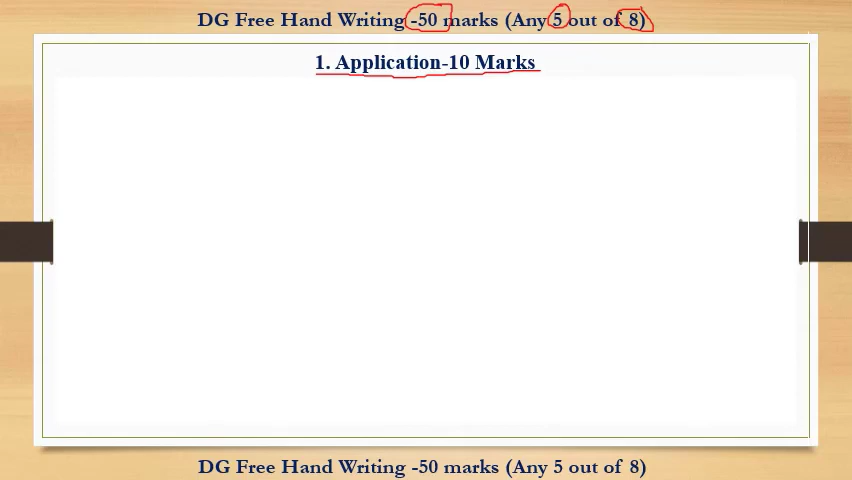 DG Free Hand Writing -50 marks (Any 5 out of 8)
1. Application-10 Marks
DG Free Hand Writing -50 marks (Any 5 out of 8)